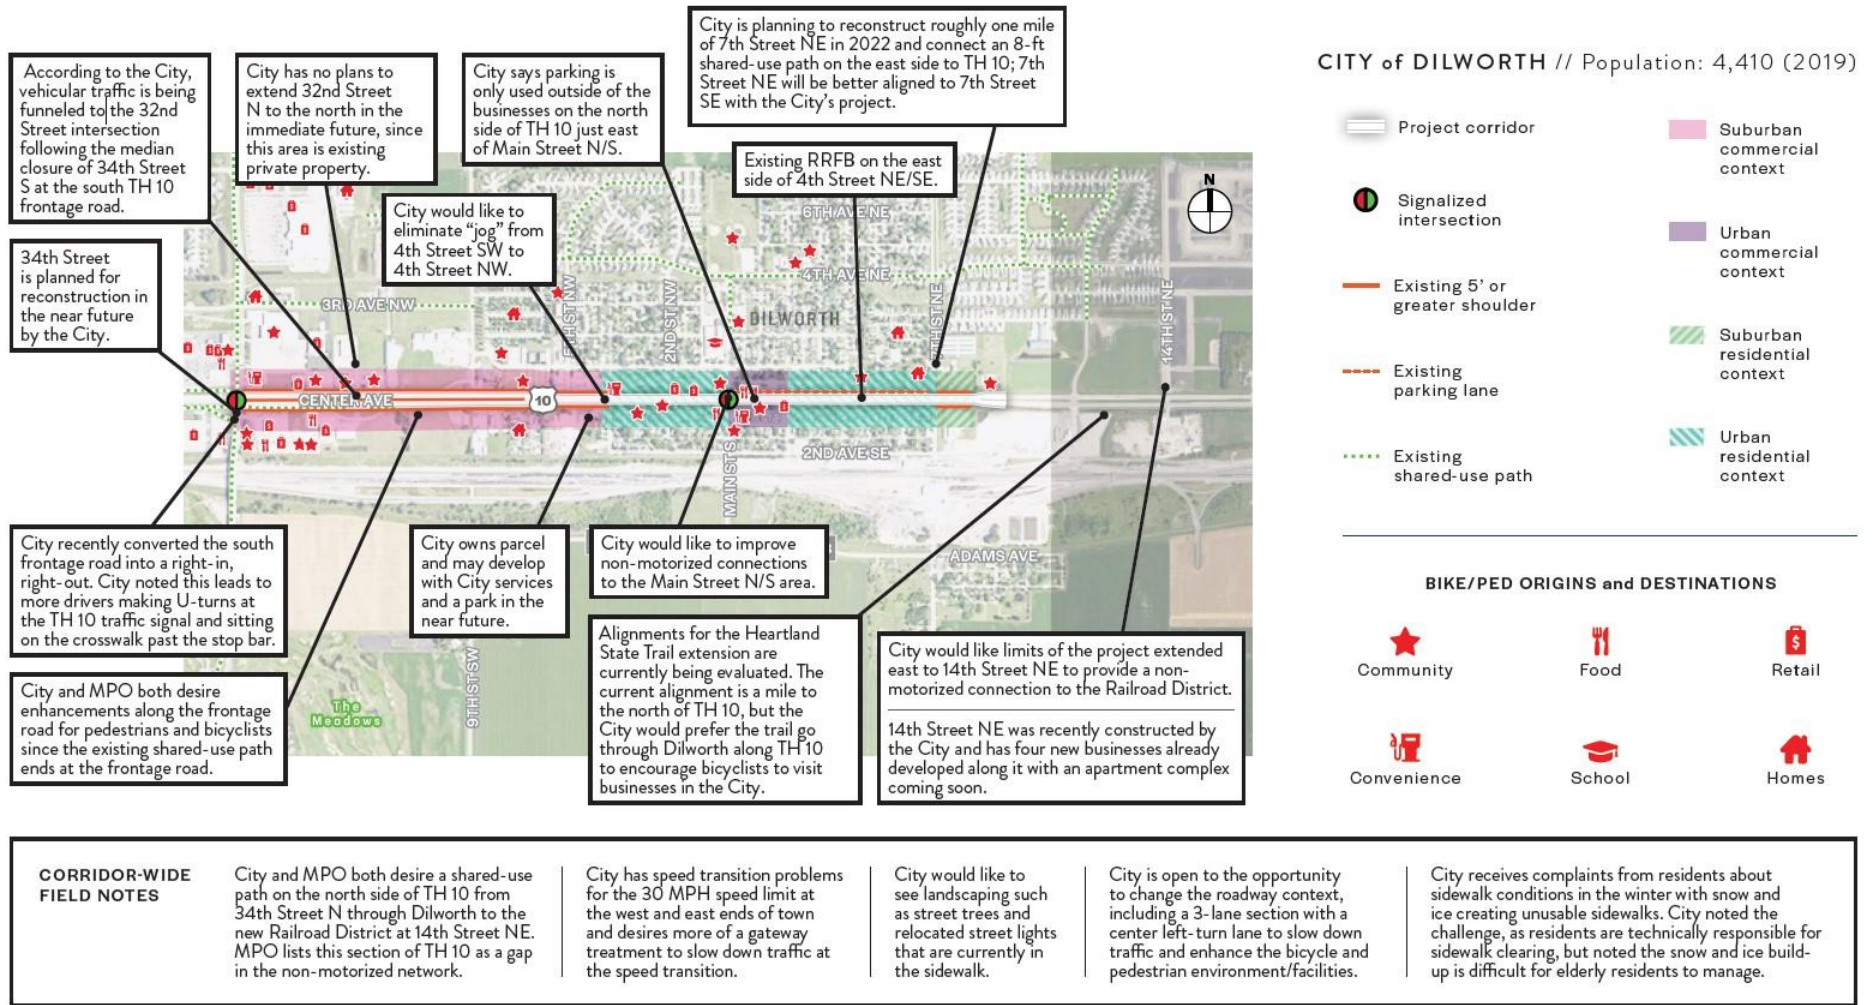 City is planning to reconstruct roughly one mile
of 7th Street NE in 2022 and connect an 8-ft
shared-use path on the east side to TH 10; 7th
Street NE will be better aligned to 7th Street
SE with the City's project.
According to the City,
vehicular traffic is being
funneled to the 32nd
Street intersection
following the median
closure of 34th Street
S at the south TH 10
frontage road.
City has no plans to
extend 32nd Street
N to the north in the
immediate future, since
this area is existing
private property.
City says parking is
only used outside of the
businesses on the north
side of TH 10 just east
of Main Street N/S.
Existing RRFB on the east
side of 4th Street NE/SE.
City would like to
eliminate "jog" from
4th Street SW to
4th Street NW.
34th Street
is planned for
reconstruction in
the near future
by the City.
N
6TH AVE NE
4TH AVE NE
3RD AVE NW
5TH ST NW
2ND ST NW
DILWORTH
7TH ST NE
14TH ST NE
CENTER AVE
10
MAIN ST S
2ND AVE SE
ADAMS AVE
9TH ST SW
The
Meadows
City recently converted the south
frontage road into a right-in,
right-out. City noted this leads to
more drivers making U-turns at
the TH 10 traffic signal and sitting
on the crosswalk past the stop bar.
City owns parcel
and may develop
with City services
and a park in the
near future.
City would like to improve
non-motorized connections
to the Main Street N/S area.
City and MPO both desire
enhancements along the frontage
road for pedestrians and bicyclists
since the existing shared-use path
ends at the frontage road.
Alignments for the Heartland
State Trail extension are
currently being evaluated. The
current alignment is a mile to
the north of TH 10, but the
City would prefer the trail go
through Dilworth along TH 10
to encourage bicyclists to visit
businesses in the City.
City would like limits of the project extended
east to 14th Street NE to provide a non-
motorized connection to the Railroad District.
14th Street NE was recently constructed by
the City and has four new businesses already
developed along it with an apartment complex
coming soon.
CITY of DILWORTH // Population: 4,410 (2019)
Project corridor
Signalized
intersection
Existing 5' or
greater shoulder
Existing
parking lane
Existing
shared-use path
Suburban
commercial
context
Urban
commercial
context
Suburban
residential
context
Urban
residential
context
BIKE/PED ORIGINS and DESTINATIONS
Community
Food
Retail
Convenience
School
Homes
CORRIDOR-WIDE
FIELD NOTES
City and MPO both desire a shared-use
path on the north side of TH 10 from
34th Street N through Dilworth to the
new Railroad District at 14th Street NE.
MPO lists this section of TH 10 as a gap
in the non-motorized network.
City has speed transition problems
for the 30 MPH speed limit at
the west and east ends of town
and desires more of a gateway
treatment to slow down traffic at
the speed transition.
City would like to
see landscaping such
as street trees and
relocated street lights
that are currently in
the sidewalk.
City is open to the opportunity
to change the roadway context,
including a 3-lane section with a
center left-turn lane to slow down
traffic and enhance the bicycle and
pedestrian environment/facilities.
City receives complaints from residents about
sidewalk conditions in the winter with snow and
ice creating unusable sidewalks. City noted the
challenge, as residents are technically responsible for
sidewalk clearing, but noted the snow and ice build-
up is difficult for elderly residents to manage.